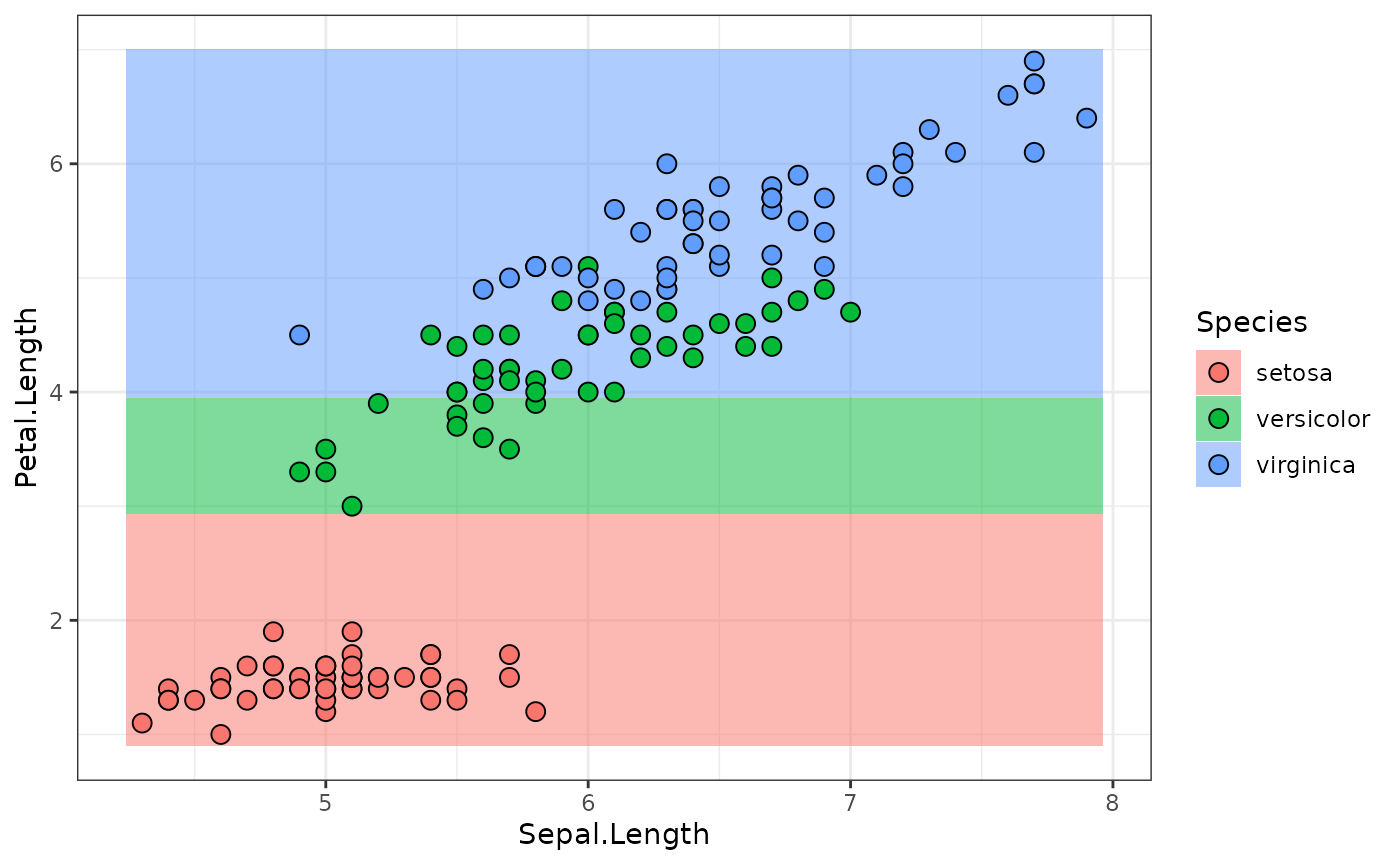 Petal.Length
6
4
2
5 6 7 8
Sepal.Length
Species
setosa
versicolor
virginica